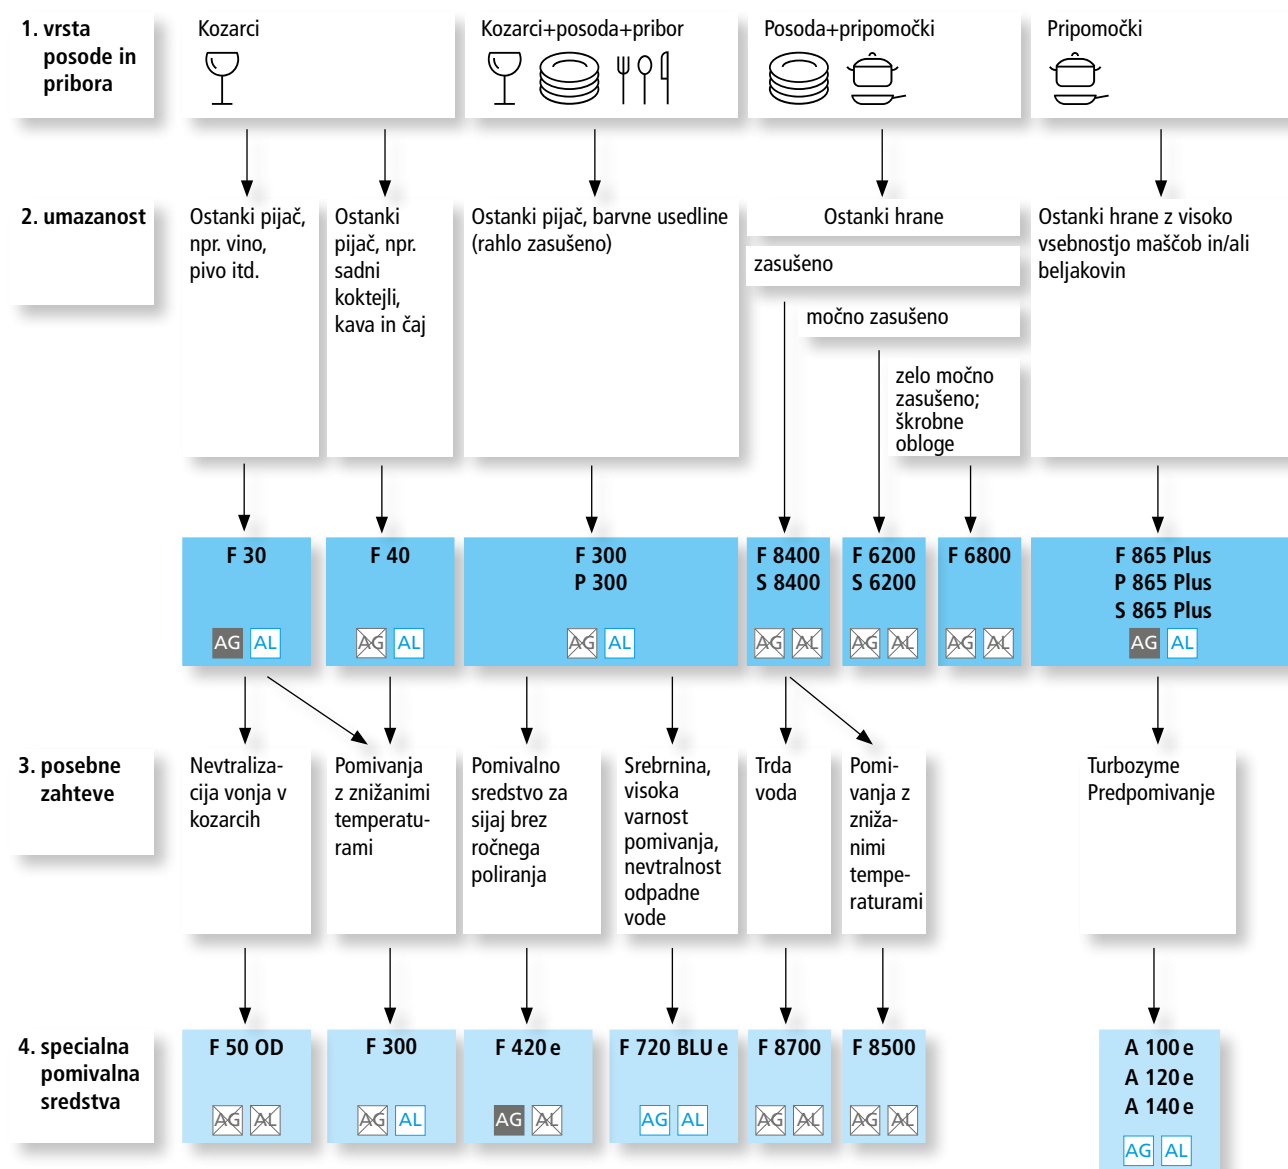 1. vrsta
posode in
pribora
Kozarci
Kozarci+posoda+pribor
Posoda+pripomočki
Pripomočki
2. umazanost
Ostanki pijač,
npr. vino,
pivo itd.
Ostanki
pijač, npr.
sadni
koktejli,
kava in čaj
Ostanki pijač, barvne usedline
(rahlo zasušeno)
Ostanki hrane
zasušeno
močno zasušeno
zelo močno
zasušeno;
škrobne
obloge
Ostanki hrane z visoko
vsebnostjo maščob in/ali
beljakovin
F 30
AG AL
F 40
AG AL
F 300
P 300
AG AL
F 8400
S 8400
AG AL
F 6200
S 6200
AG AL
F 6800
AG AL
F 865 Plus
P 865 Plus
S 865 Plus
AG AL
3. posebne
zahteve
Nevtraliza-
cija vonja v
kozarcih
Pomivanja
z znižanimi
temperatu-
rami
Pomivalno
sredstvo za
sijaj brez
ročnega
poliranja
Srebrnina,
visoka
varnost
pomivanja,
nevtralnost
odpadne
vode
Trda
voda
Pomi-
vanja z
zniža-
nimi
tempe-
raturami
Turbozyme
Predpomivanje
4. specialna
pomivalna
sredstva
F 50 OD
AG AL
F 300
AG AL
F 420 e
AG AL
F 720 BLU e
AG AL
F 8700
AG AL
F 8500
AG AL
A 100 e
A 120 e
A 140 e
AG AL